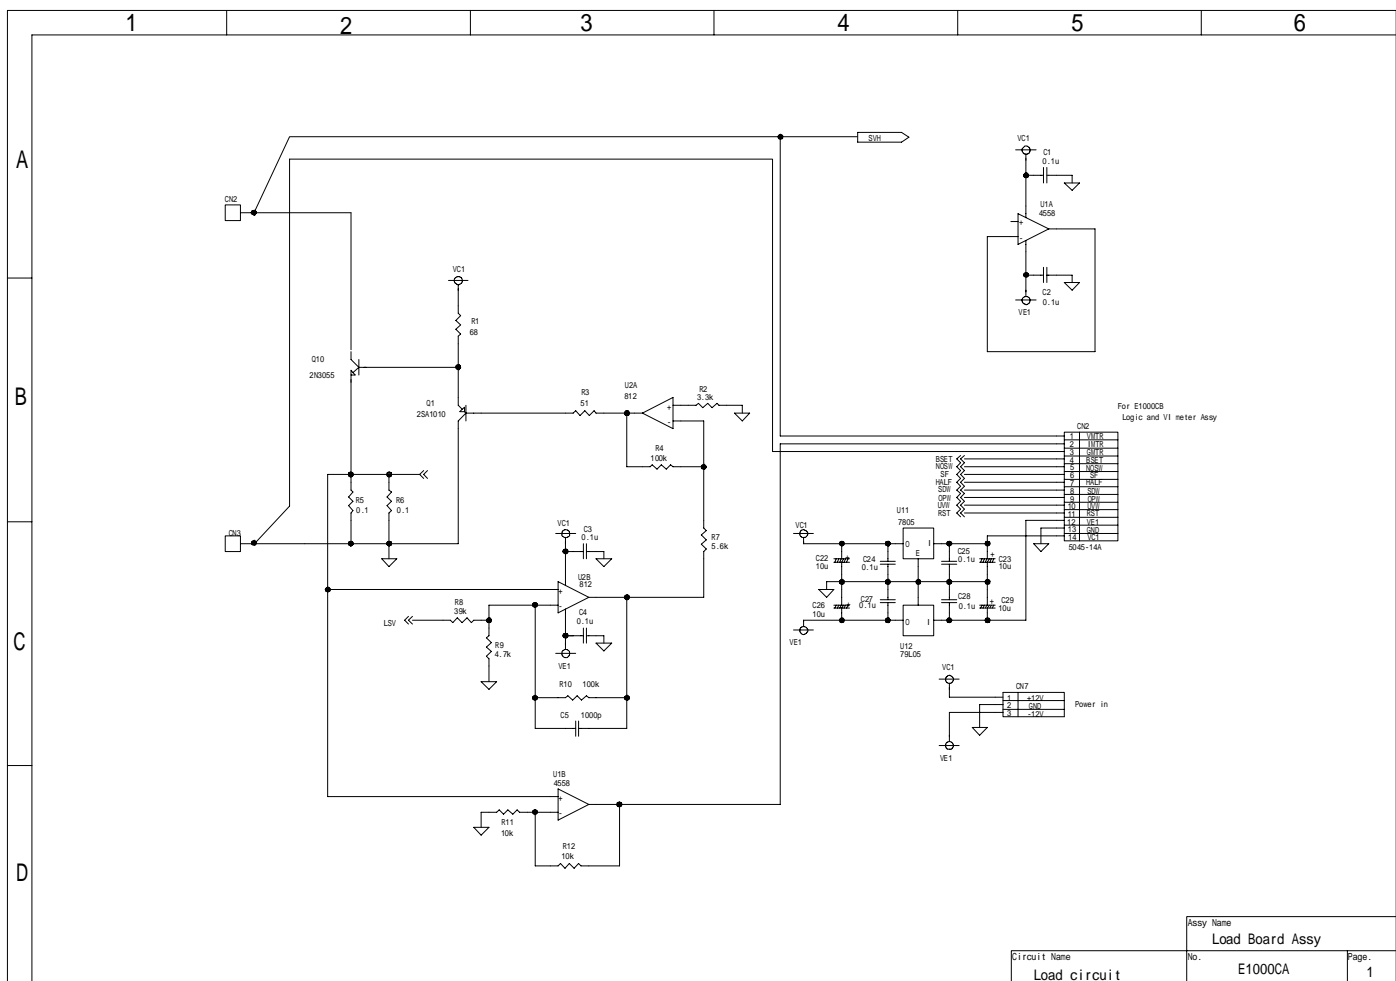 1 2 3 4 5 6
A
B
C
D
SVH
VC1
C1
0.1u
U1A
4558
+
-
C2
0.1u
VE1
CN2
VC1
R1
68
Q10
2N3055
Q1
2SA1010
R3
51
U2A
812
+
-
R2
3.3k
R4
100k
R5
0.1
R6
0.1
CN3
R7
5.6k
VC1
C3
0.1u
U2B
812
+
-
C4
0.1u
VE1
LSV
R8
39k
R9
4.7k
R10 100k
C5 1000p
U1B
4558
+
-
R11
10k
R12
10k
For E1000CB
Logic and VI meter Assy
CN2
1 VMTR
2 IMTR
3 GMTR
BSET 4 BSET
NOSW 5 NOSW
SF 6 SF
HALF 7 HALF
SDW 8 SDW
OPW 9 OPW
UVW 10 UVW
RST 11 RST
12 VE1
13 GND
14 VC1
5045-14A
VC1
U11
7805
O I
E
C22
10u
C24
0.1u
C25
0.1u
C23
10u
C26
10u
C27
0.1u
C28
0.1u
C29
10u
O I
U12
79L05
VE1
VC1
CN7
1 +12V
2 GND
3 -12V
Power in
VE1
Assy Name
Load Board Assy
Circuit Name
Load circuit
No.
E1000CA
Page.
1